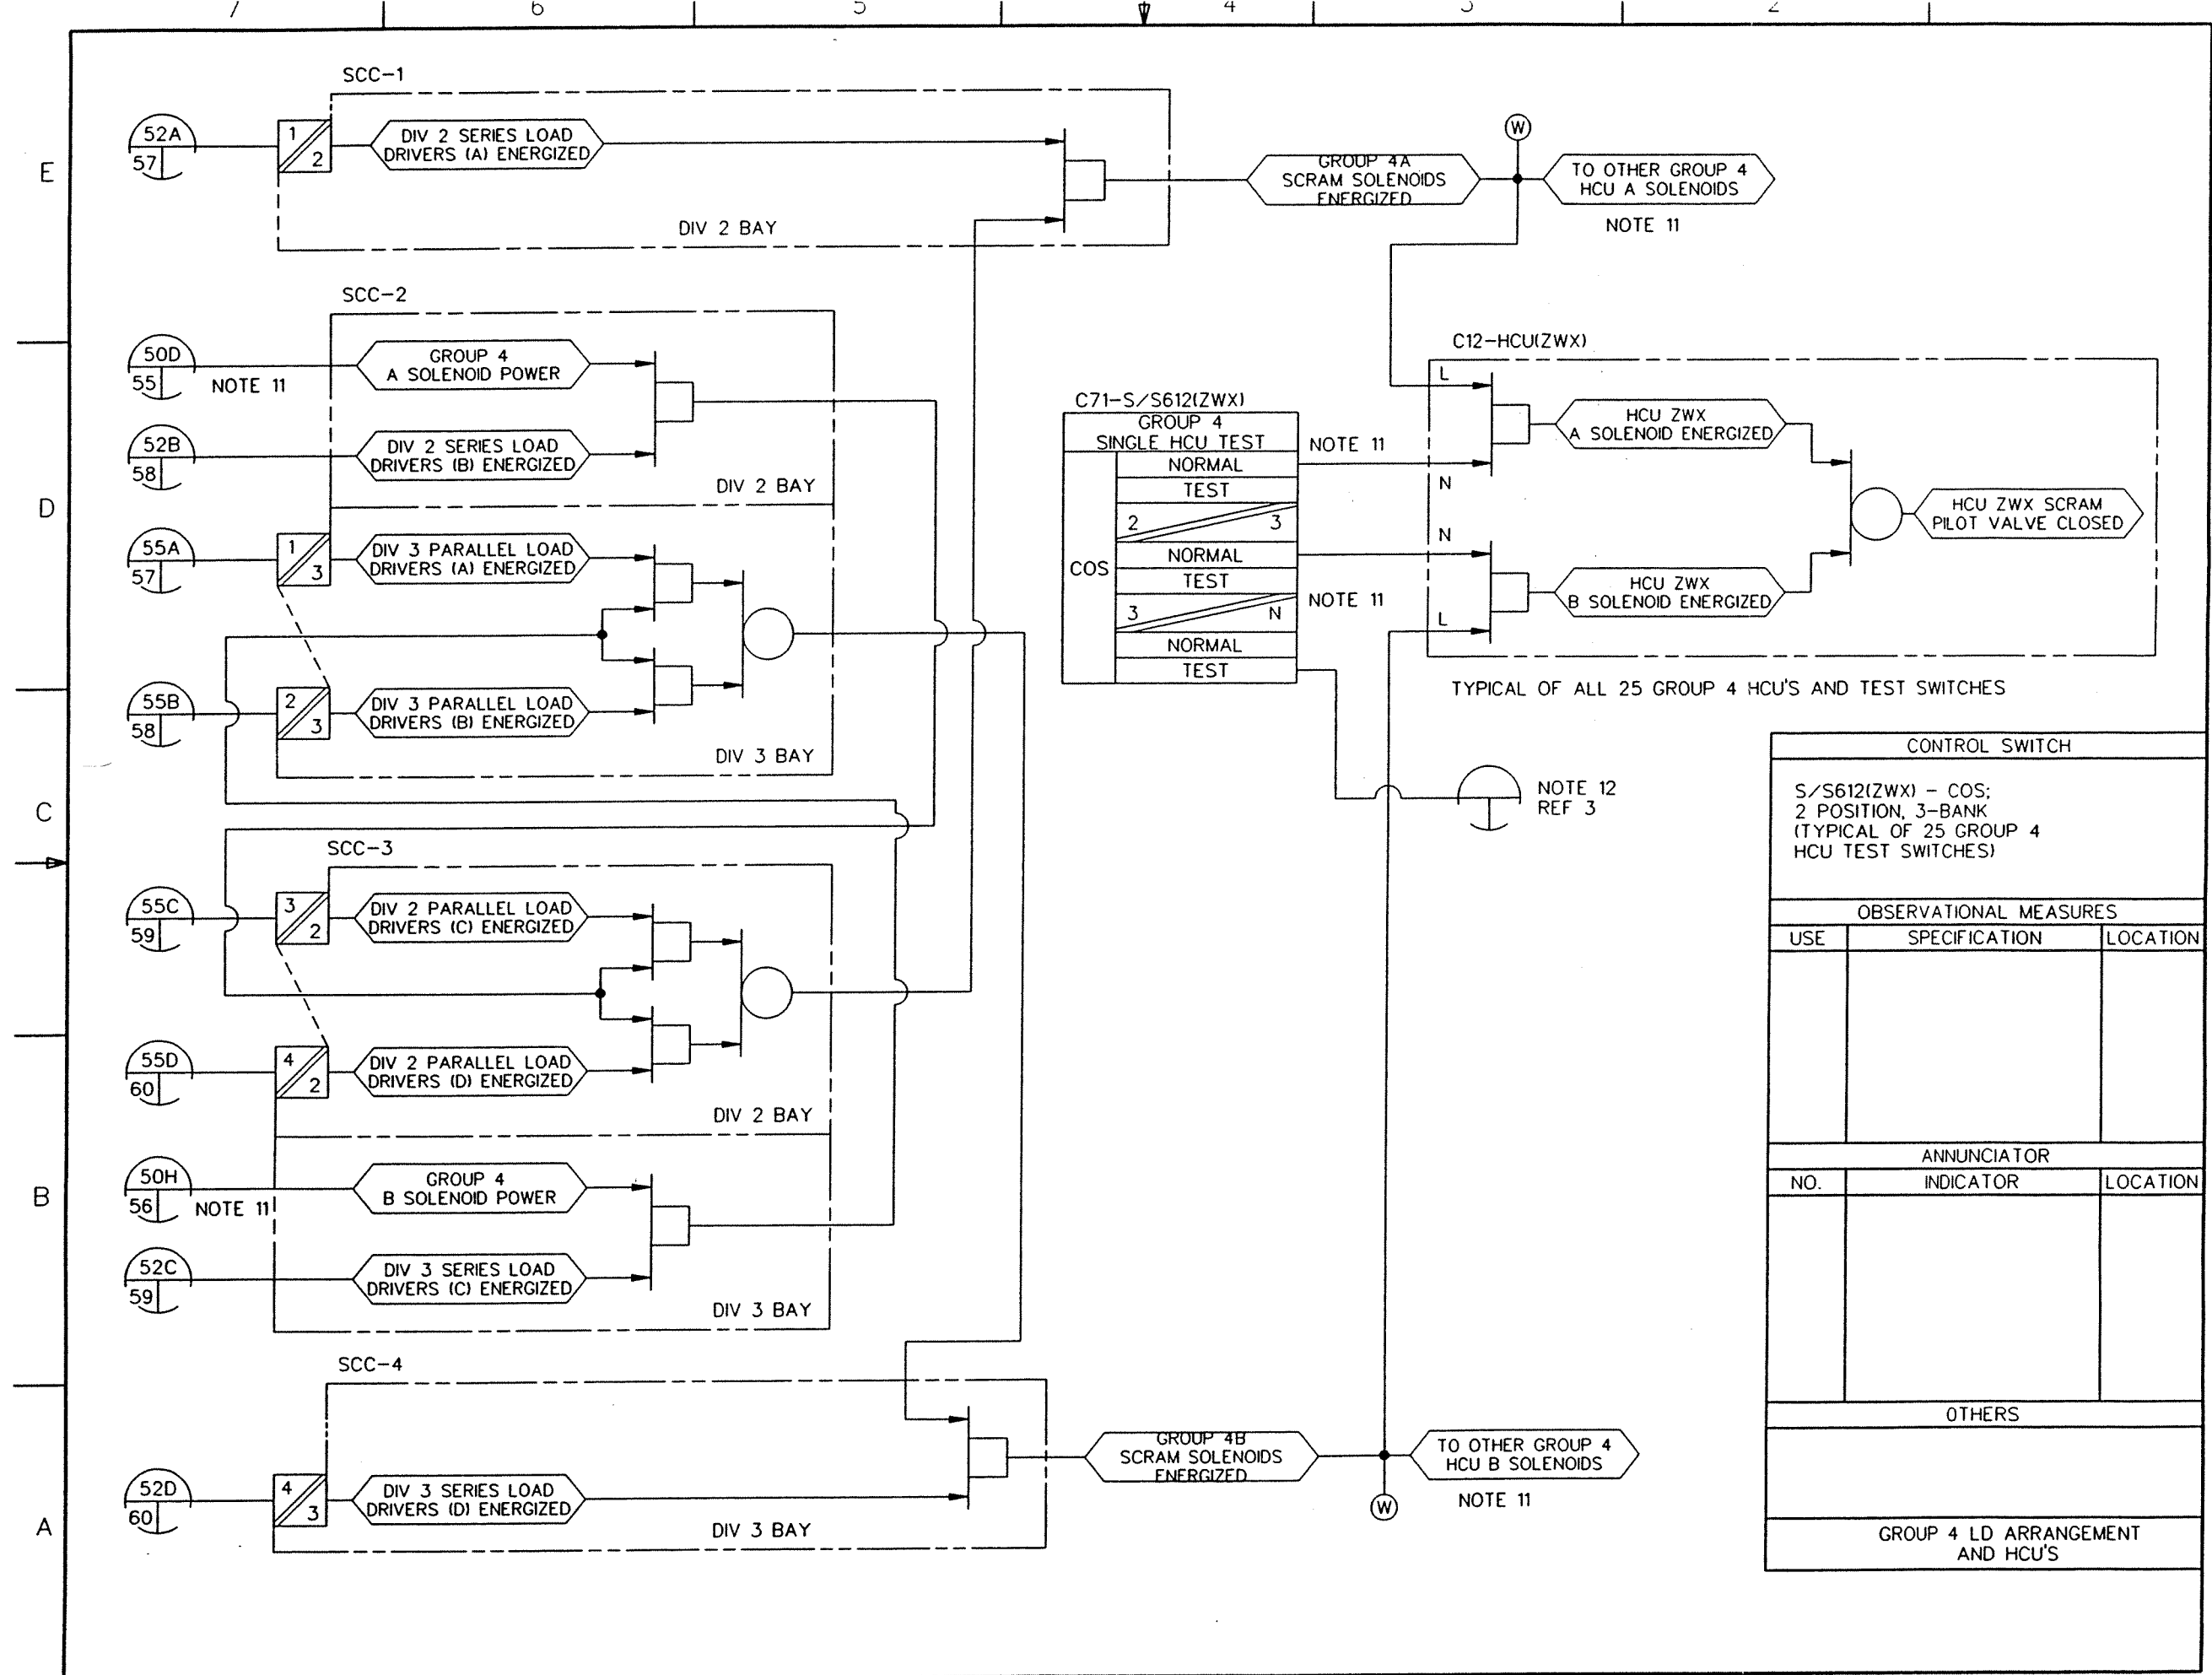 7 6 5 4 3 2
E
D
C
B
A
SCC-1
52A
57
1
2
DIV 2 SERIES LOAD
DRIVERS (A) ENERGIZED
DIV 2 BAY
GROUP 4A
SCRAM SOLENOIDS
ENERGIZED
W
TO OTHER GROUP 4
HCU A SOLENOIDS
NOTE 11
SCC-2
50D
55
NOTE 11
GROUP 4
A SOLENOID POWER
52B
58
DIV 2 SERIES LOAD
DRIVERS (B) ENERGIZED
DIV 2 BAY
55A
57
1
3
DIV 3 PARALLEL LOAD
DRIVERS (A) ENERGIZED
55B
58
2
3
DIV 3 PARALLEL LOAD
DRIVERS (B) ENERGIZED
DIV 3 BAY
C71-S/S612(ZWX)
GROUP 4
SINGLE HCU TEST
COS
NORMAL
TEST
2 3
NORMAL
TEST
3 N
NORMAL
TEST
NOTE 11
NOTE 11
C12-HCU(ZWX)
L
N
N
L
HCU ZWX
A SOLENOID ENERGIZED
HCU ZWX
B SOLENOID ENERGIZED
HCU ZWX SCRAM
PILOT VALVE CLOSED
TYPICAL OF ALL 25 GROUP 4 HCU'S AND TEST SWITCHES
NOTE 12
REF 3
SCC-3
55C
59
3
2
DIV 2 PARALLEL LOAD
DRIVERS (C) ENERGIZED
55D
60
4
2
DIV 2 PARALLEL LOAD
DRIVERS (D) ENERGIZED
DIV 2 BAY
50H
56
NOTE 11
GROUP 4
B SOLENOID POWER
52C
59
DIV 3 SERIES LOAD
DRIVERS (C) ENERGIZED
DIV 3 BAY
SCC-4
52D
60
4
3
DIV 3 SERIES LOAD
DRIVERS (D) ENERGIZED
DIV 3 BAY
GROUP 4B
SCRAM SOLENOIDS
ENERGIZED
W
TO OTHER GROUP 4
HCU B SOLENOIDS
NOTE 11
CONTROL SWITCH
S/S612(ZWX) - COS;
2 POSITION, 3-BANK
(TYPICAL OF 25 GROUP 4
HCU TEST SWITCHES)
OBSERVATIONAL MEASURES
USE SPECIFICATION LOCATION
ANNUNCIATOR
NO. INDICATOR LOCATION
OTHERS
GROUP 4 LD ARRANGEMENT
AND HCU'S